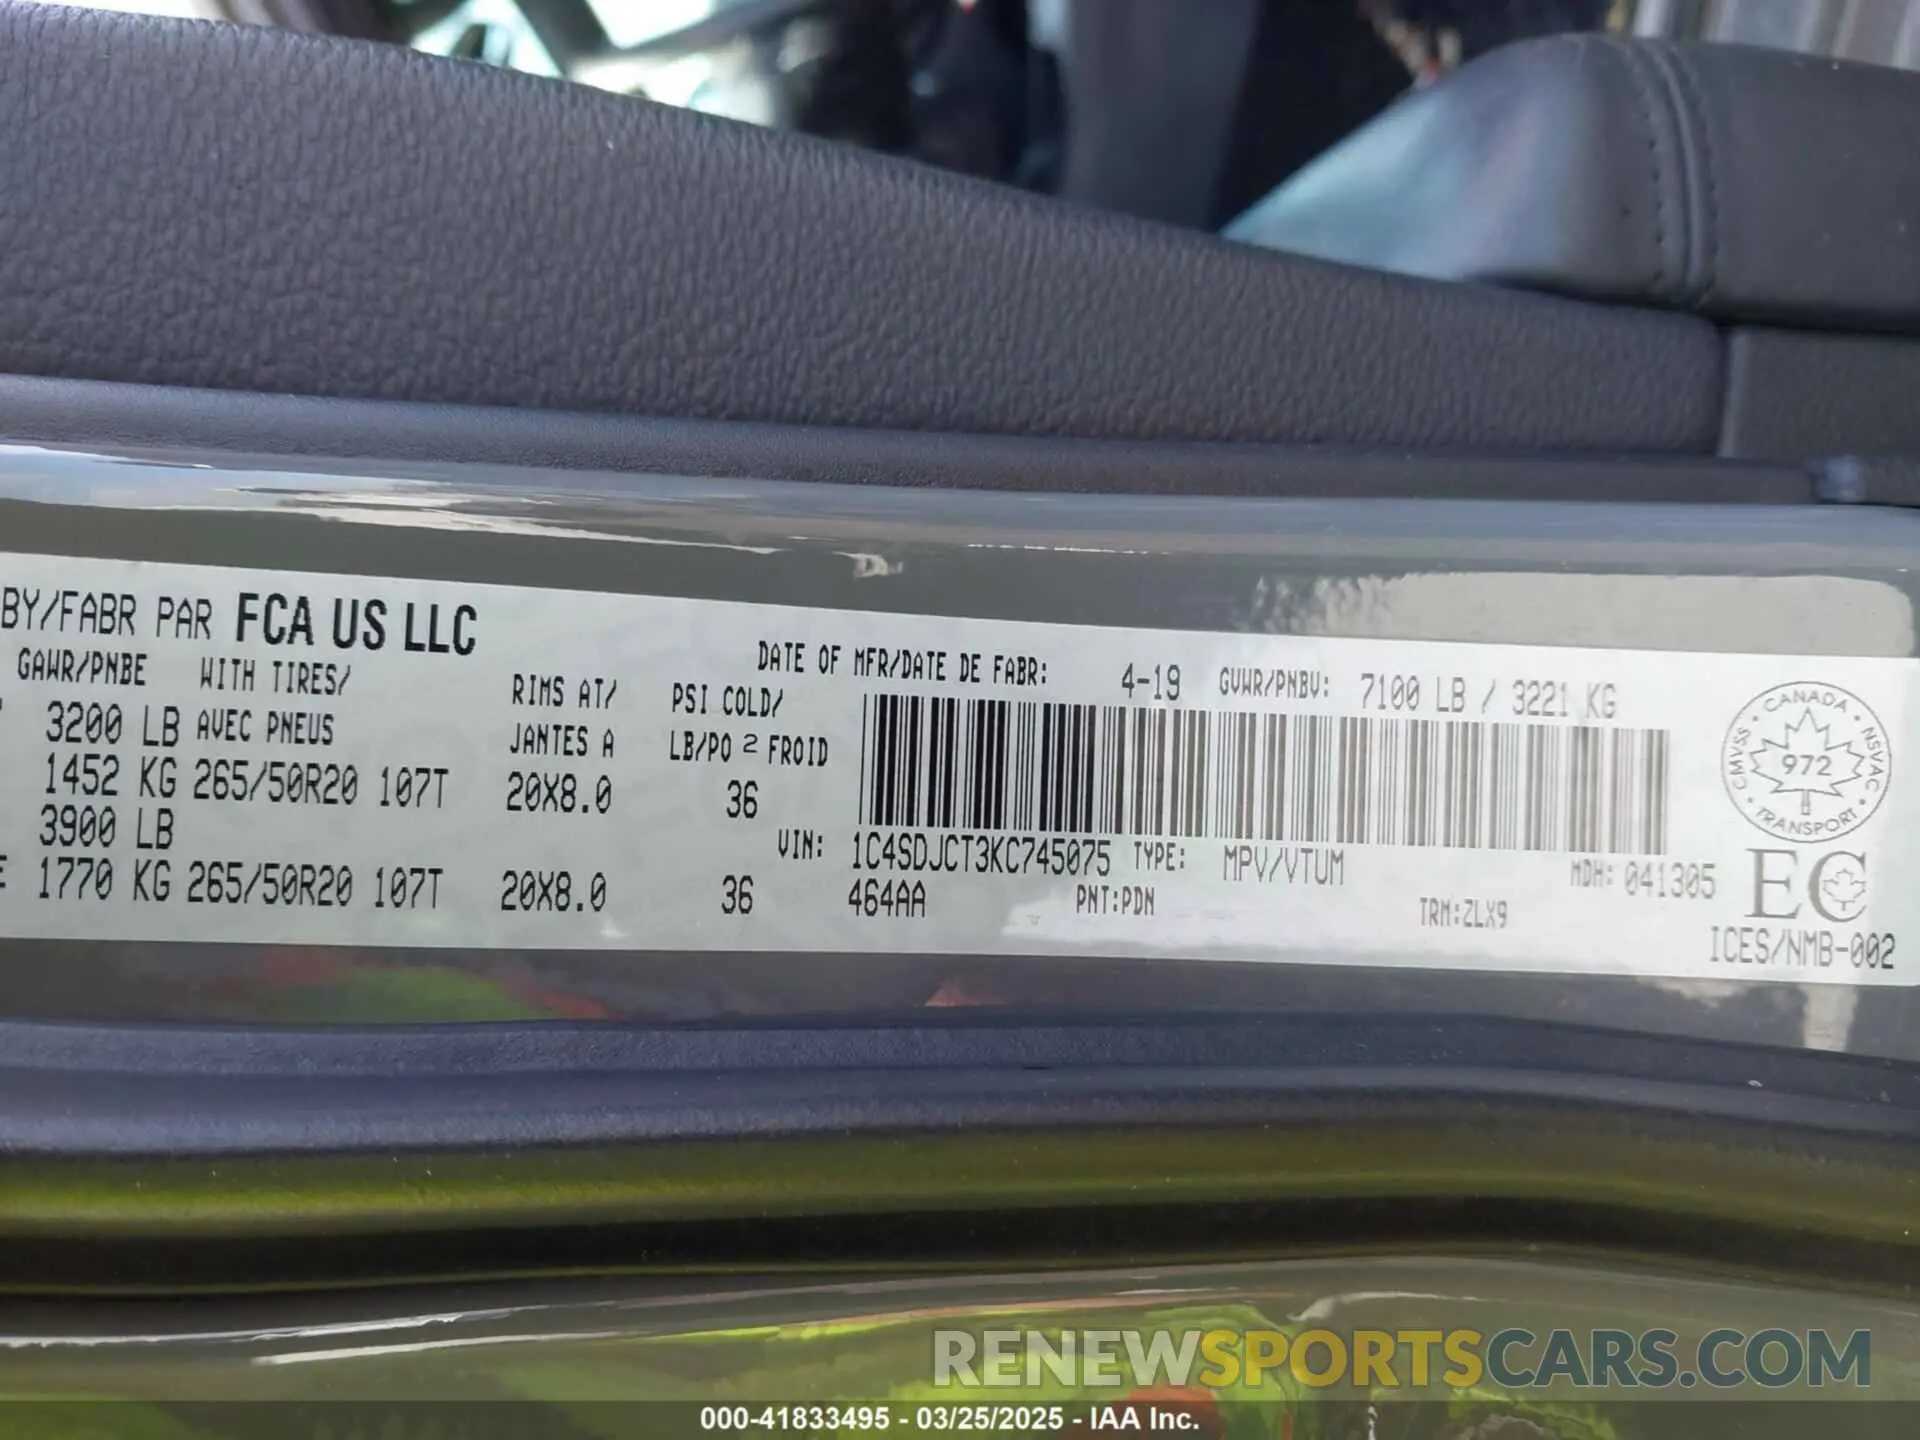 BY/FABR PAR FCA US LLC
DATE OF MFR/DATE DE FABR: 4-19 GVWR/PNBV: 7100 LB / 3221 KG
GAWR/PNBE WITH TIRES/ RIMS AT/ PSI COLD/
3200 LB AVEC PNEUS JANTES A LB/PO 2 FROID
1452 KG 265/50R20 107T 20X8.0 36
3900 LB
1770 KG 265/50R20 107T 20X8.0 36
VIN: 1C4SDJCT3KC745075 TYPE: MPV/VTUM MDH: 041305
464AA PNT:PDN TRM:ZLX9
CANADA
CMVSS NSVAC
972
TRANSPORT
EC
ICES/NMB-002
RENEWSPORTSCARS.COM
000-41833495 - 03/25/2025 - IAA Inc.